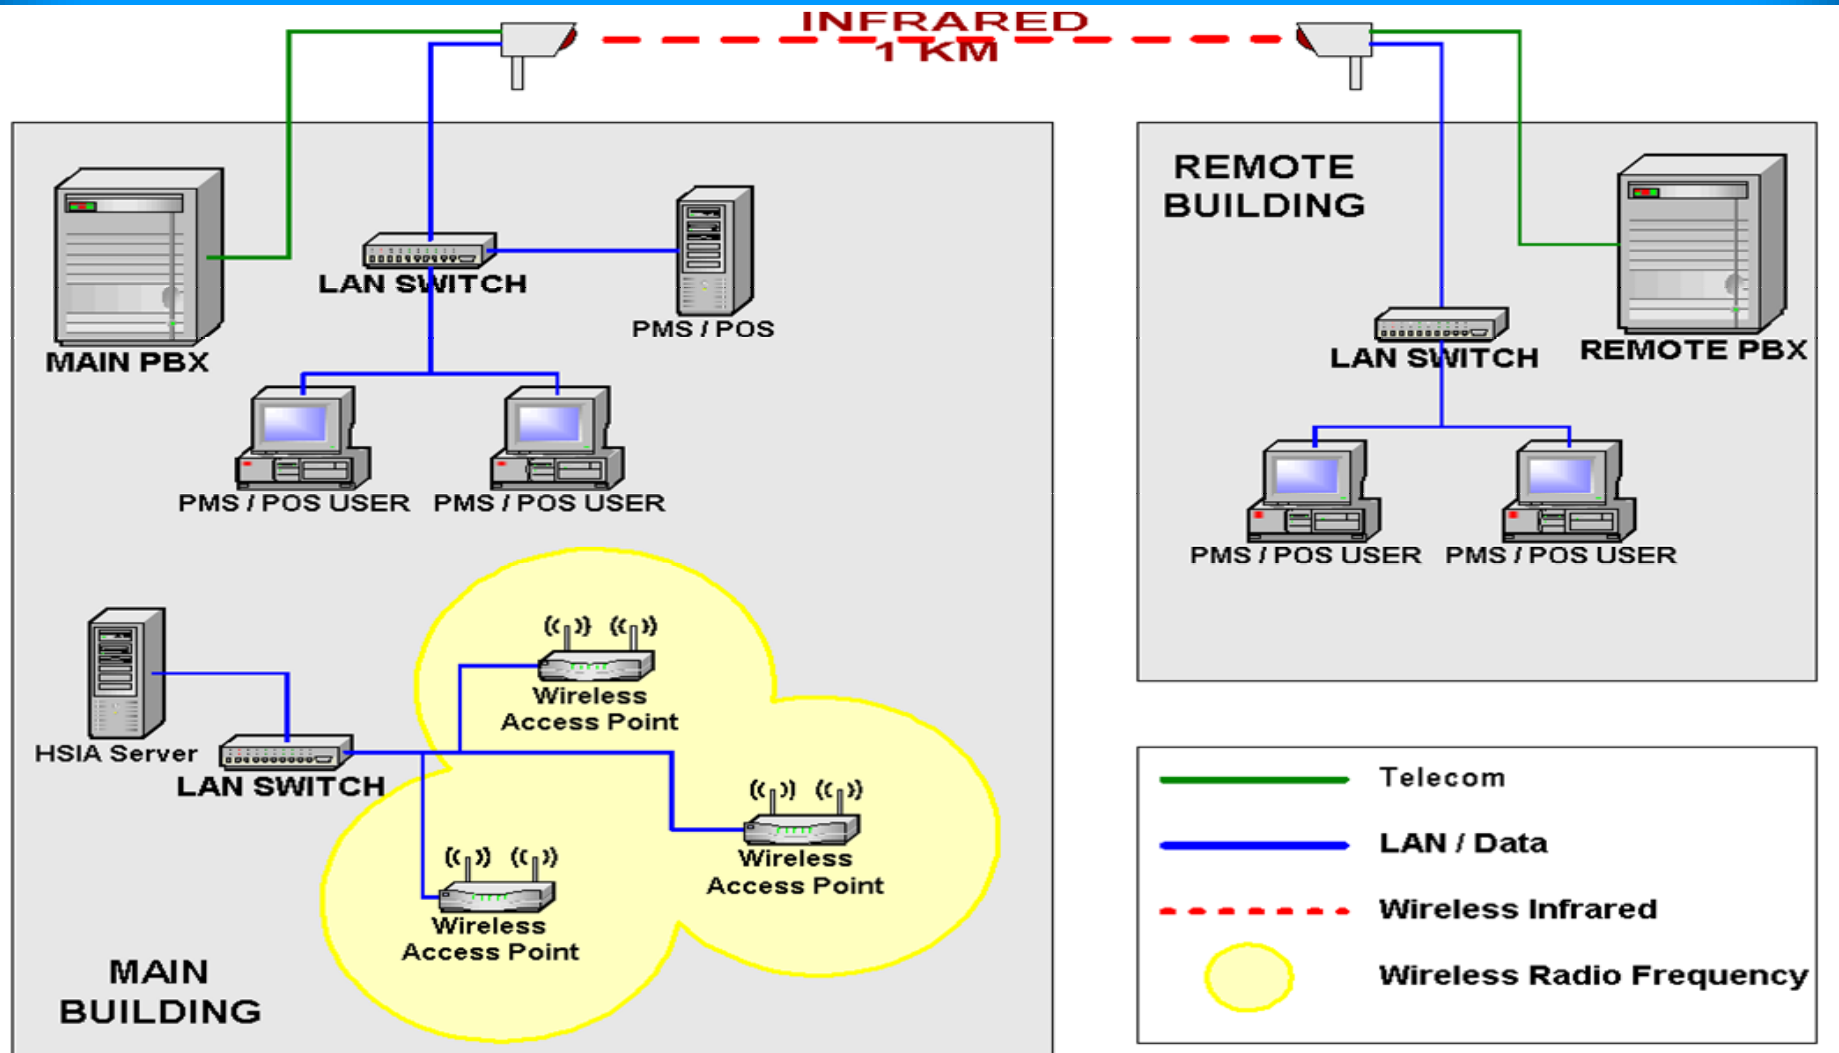 INFRARED
1 KM
REMOTE
BUILDING
LAN SWITCH
PMS / POS
MAIN PBX
LAN SWITCH
REMOTE PBX
PMS / POS USER
PMS / POS USER
PMS / POS USER
PMS / POS USER
Wireless
Access Point
HSIA Server
LAN SWITCH
Wireless
Access Point
Wireless
Access Point
MAIN
BUILDING
Telecom
LAN / Data
Wireless Infrared
Wireless Radio Frequency